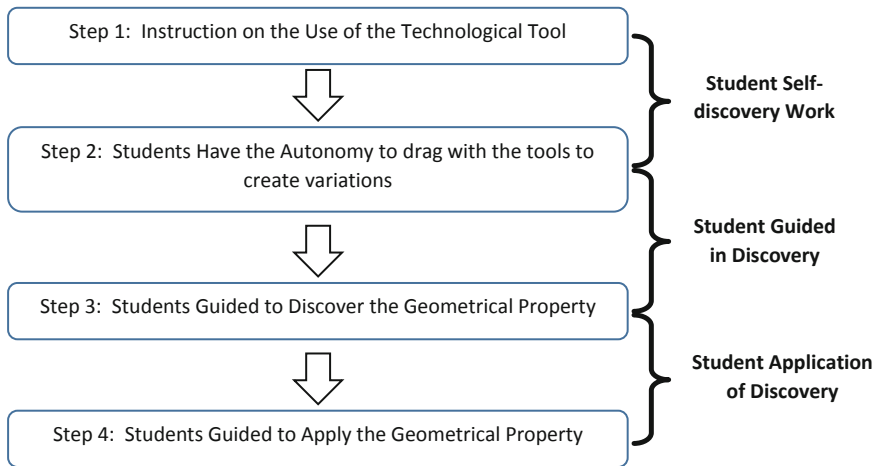 Step 1: Instruction on the Use of the Technological Tool
Student Self-
discovery Work
Step 2: Students Have the Autonomy to drag with the tools to
create variations
Student Guided
in Discovery
Step 3: Students Guided to Discover the Geometrical Property
Student Application
of Discovery
Step 4: Students Guided to Apply the Geometrical Property